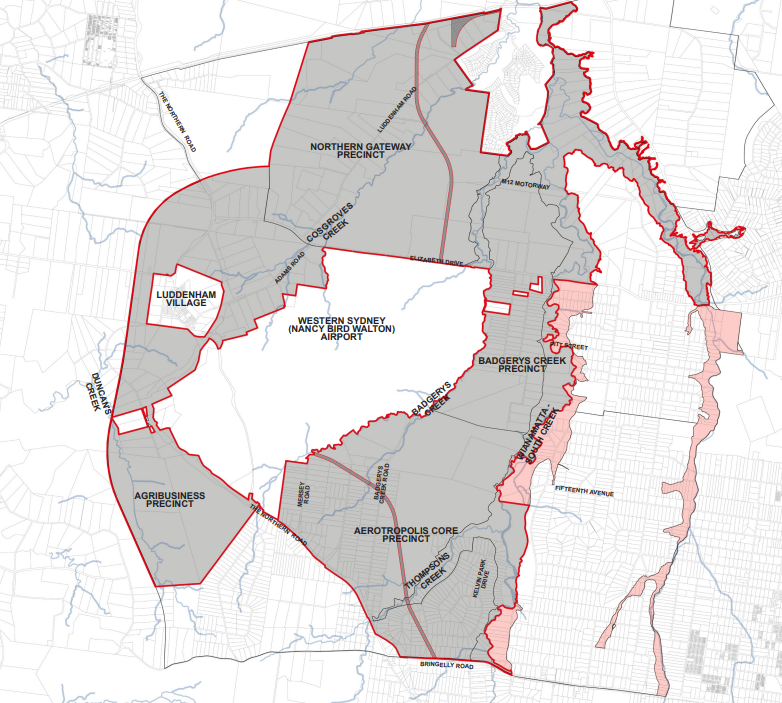 THE NORTHERN ROAD
LUDDENHAM ROAD
NORTHERN GATEWAY
PRECINCT
M12 MOTORWAY
COSGROVES
CREEK
ELIZABETH DRIVE
ADAMS ROAD
LUDDENHAM
VILLAGE
WESTERN SYDNEY
(NANCY BIRD WALTON)
AIRPORT
PITT STREET
BADGERYS CREEK
PRECINCT
DUNCAN'S
CREEK
BADGERYS
CREEK
WIANAMATTA -
SOUTH CREEK
AGRIBUSINESS
PRECINCT
MERSEY
ROAD
BADGERYS
CREEK ROAD
FIFTEENTH AVENUE
THE NORTHERN ROAD
AEROTROPOLIS CORE
PRECINCT
THOMPSONS
CREEK
KELVIN PARK
DRIVE
BRINGELLY ROAD